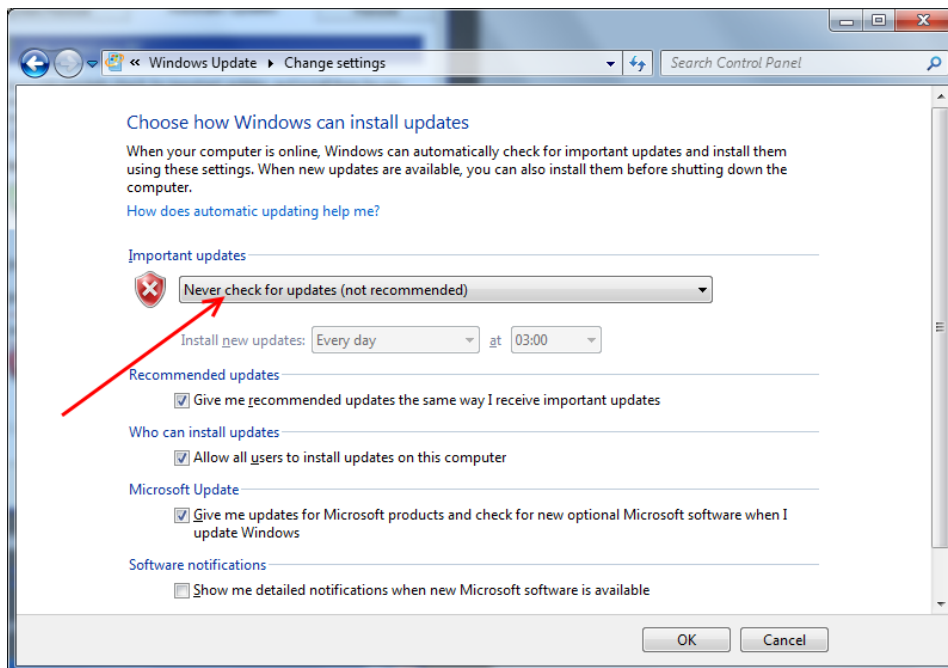 « Windows Update Change settings
Search Control Panel
Choose how Windows can install updates
When your computer is online, Windows can automatically check for important updates and install them
using these settings. When new updates are available, you can also install them before shutting down the
computer.
How does automatic updating help me?
Important updates
Never check for updates (not recommended)
Install new updates: Every day at 03:00
Recommended updates
Give me recommended updates the same way I receive important updates
Who can install updates
Allow all users to install updates on this computer
Microsoft Update
Give me updates for Microsoft products and check for new optional Microsoft software when I
update Windows
Software notifications
Show me detailed notifications when new Microsoft software is available
OK Cancel